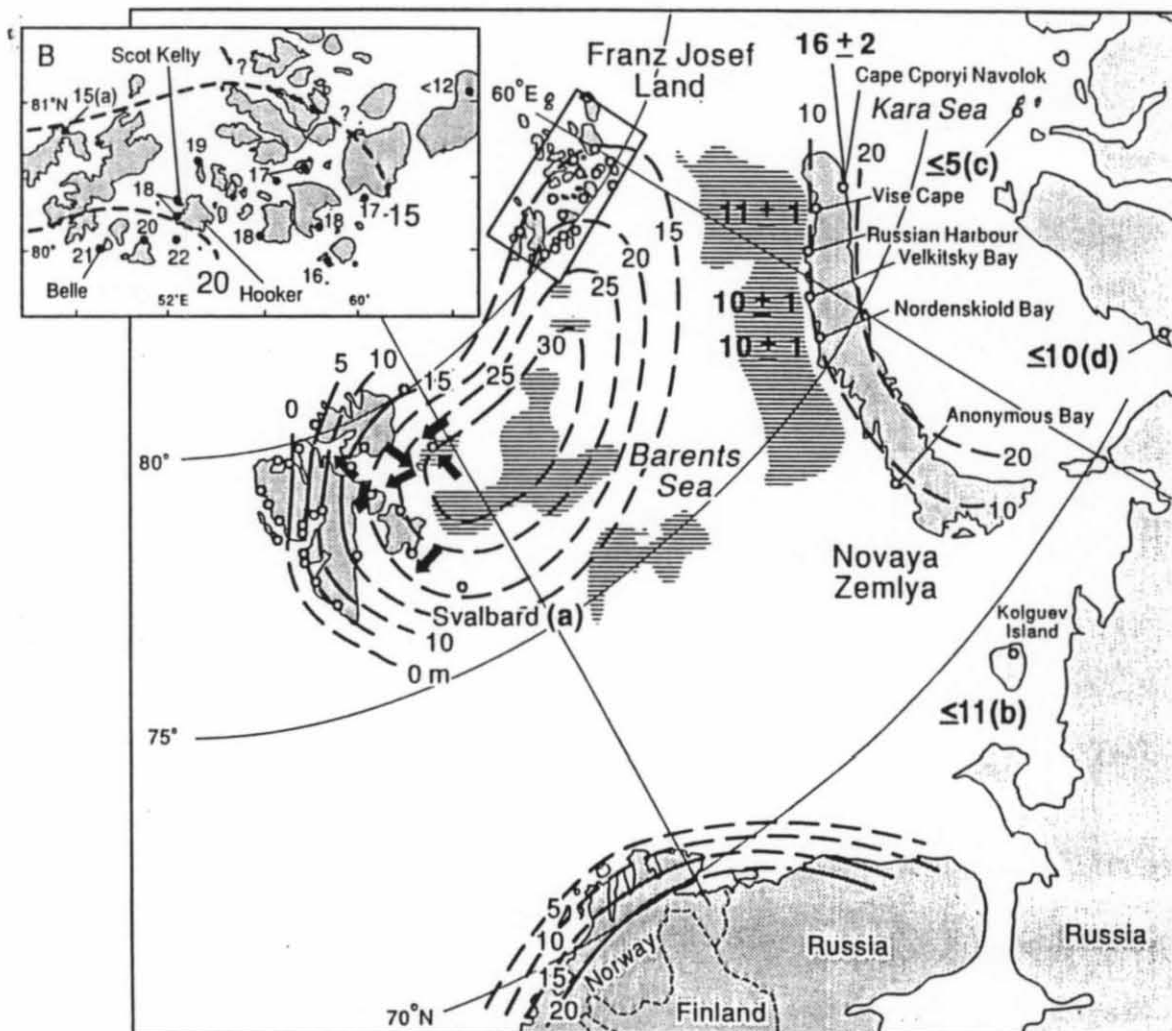 B
Scot Kelty
81°N
15(a)
?
?
<12
19
17
18
20
21
22
18
18
17
15
16
80°
20
Belle
52°E
Hooker
60°
Franz Josef
Land
60°E
16 ± 2
Cape Cporyi Navolok
Kara Sea
10
20
≤5(c)
Vise Cape
11 ± 1
Russian Harbour
Velkitsky Bay
10 ± 1
Nordenskiold Bay
10 ± 1
≤10(d)
Anonymous Bay
20
10
15
20
25
30
25
15
10
5
0
80°
Barents
Sea
Novaya
Zemlya
Svalbard (a)
10
0 m
Kolguev
Island
≤11(b)
75°
5
10
15
20
Norway
Russia
Russia
Finland
70°N